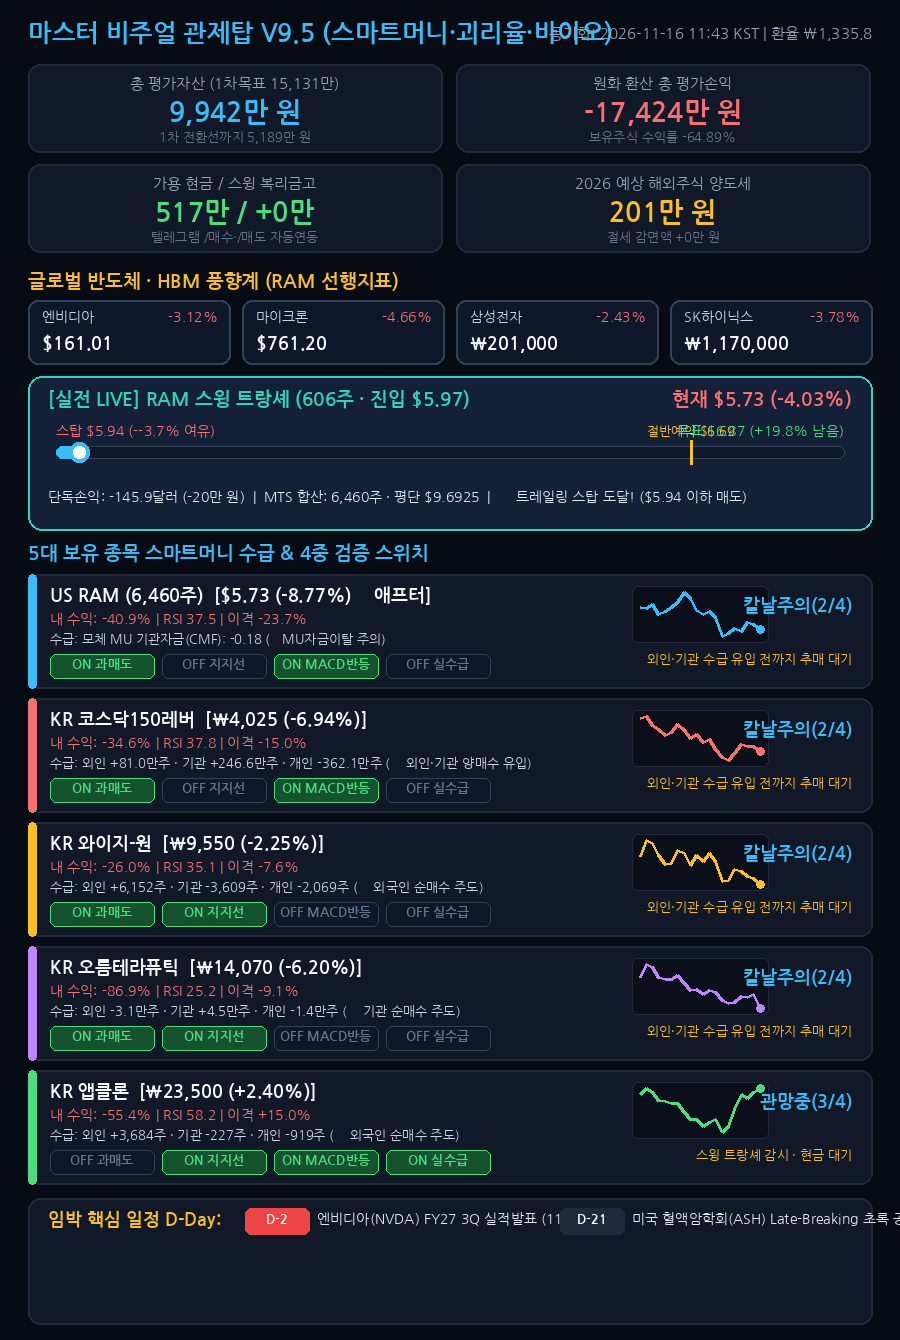 마스터 비주얼 관제탑 V9.5 (스마트머니·괴리율·바이오)
2026-11-16 11:43 KST | 환율 ₩1,335.8
총 평가자산 (1차목표 15,131만)
9,942만 원
1차 전환선까지 5,189만 원
원화 환산 총 평가손익
-17,424만 원
보유주식 수익률 -64.89%
가용 현금 / 스윙 복리금고
517만 / +0만
텔레그램 /매수·/매도 자동연동
2026 예상 해외주식 양도세
201만 원
절세 감면액 +0만 원
글로벌 반도체 · HBM 풍향계 (RAM 선행지표)
엔비디아 -3.12%
$161.01
마이크론 -4.66%
$761.20
삼성전자 -2.43%
₩201,000
SK하이닉스 -3.78%
₩1,170,000
[실전 LIVE] RAM 스윙 트랑셰 (606주 · 진입 $5.97)
현재 $5.73 (-4.03%)
스탑 $5.94 (--3.7% 여유)
(+19.8% 남음)
단독손익: -145.9달러 (-20만 원) | MTS 합산: 6,460주 · 평단 $9.6925 | 트레일링 스탑 도달! ($5.94 이하 매도)
5대 보유 종목 스마트머니 수급 & 4중 검증 스위치
US RAM (6,460주) [$5.73 (-8.77%) 애프터]
내 수익: -40.9% | RSI 37.5 | 이격 -23.7%
수급: 모체 MU 기관자금(CMF): -0.18 ( MU자금이탈 주의)
ON 과매도 OFF 지지선 ON MACD반등 OFF 실수급
칼날주의(2/4)
외인·기관 수급 유입 전까지 추매 대기
KR 코스닥150레버 [₩4,025 (-6.94%)]
내 수익: -34.6% | RSI 37.8 | 이격 -15.0%
수급: 외인 +81.0만주 · 기관 +246.6만주 · 개인 -362.1만주 ( 외인·기관 양매수 유입)
ON 과매도 OFF 지지선 ON MACD반등 OFF 실수급
칼날주의(2/4)
외인·기관 수급 유입 전까지 추매 대기
KR 와이지-원 [₩9,550 (-2.25%)]
내 수익: -26.0% | RSI 35.1 | 이격 -7.6%
수급: 외인 +6,152주 · 기관 -3,609주 · 개인 -2,069주 ( 외국인 순매수 주도)
ON 과매도 ON 지지선 OFF MACD반등 OFF 실수급
칼날주의(2/4)
외인·기관 수급 유입 전까지 추매 대기
KR 오름테라퓨틱 [₩14,070 (-6.20%)]
내 수익: -86.9% | RSI 25.2 | 이격 -9.1%
수급: 외인 -3.1만주 · 기관 +4.5만주 · 개인 -1.4만주 ( 기관 순매수 주도)
ON 과매도 ON 지지선 OFF MACD반등 OFF 실수급
칼날주의(2/4)
외인·기관 수급 유입 전까지 추매 대기
KR 앱클론 [₩23,500 (+2.40%)]
내 수익: -55.4% | RSI 58.2 | 이격 +15.0%
수급: 외인 +3,684주 · 기관 -227주 · 개인 -919주 ( 외국인 순매수 주도)
OFF 과매도 ON 지지선 ON MACD반등 ON 실수급
관망중(3/4)
스윙 트랑셰 감시 · 현금 대기
임박 핵심 일정 D-Day: D-2 엔비디아(NVDA) FY27 3Q 실적발표 (11 D-21 미국 혈액암학회(ASH) Late-Breaking 초록